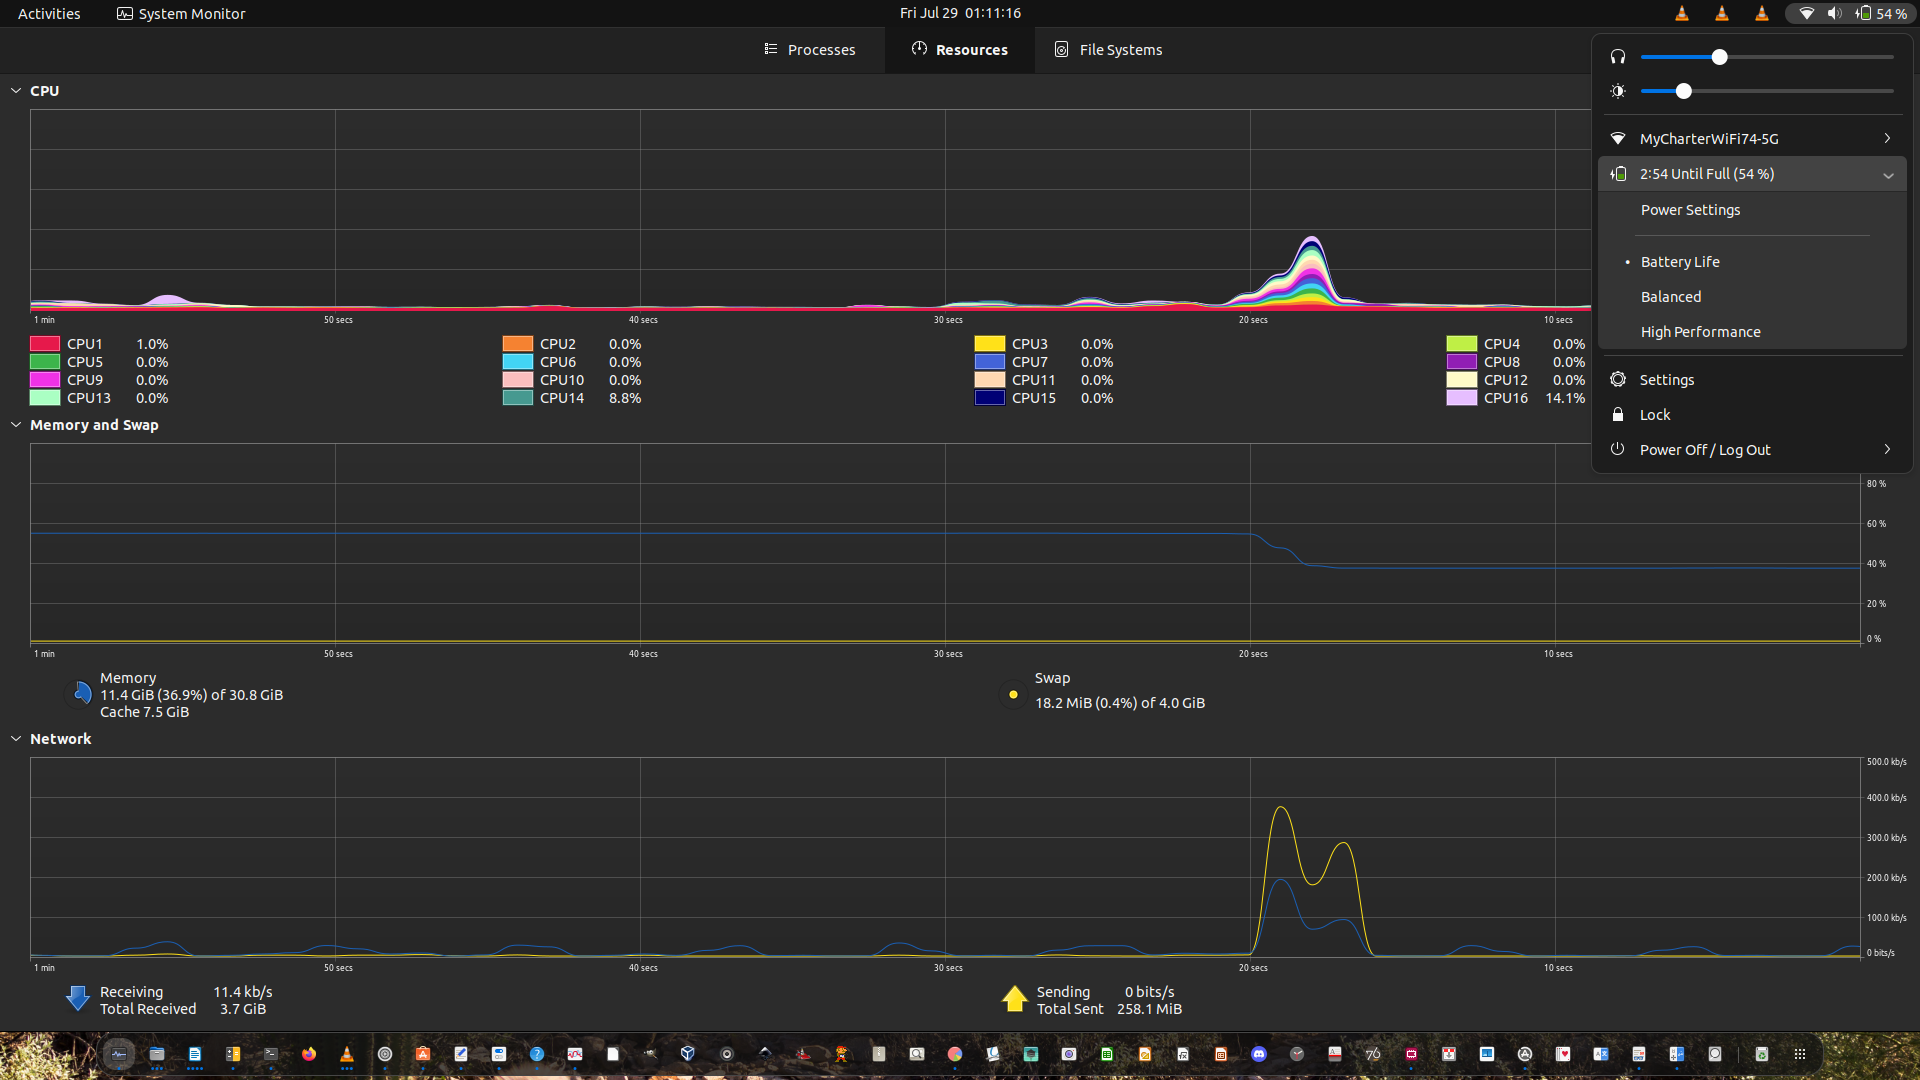 Activities
System Monitor
Fri Jul 29  01:11:16
54 %
Processes
Resources
File Systems
CPU
1 min
50 secs
40 secs
30 secs
20 secs
10 secs
CPU1 1.0%
CPU2 0.0%
CPU3 0.0%
CPU4 0.0%
CPU5 0.0%
CPU6 0.0%
CPU7 0.0%
CPU8 0.0%
CPU9 0.0%
CPU10 0.0%
CPU11 0.0%
CPU12 0.0%
CPU13 0.0%
CPU14 8.8%
CPU15 0.0%
CPU16 14.1%
MyCharterWiFi74-5G
2:54 Until Full (54 %)
Power Settings
Battery Life
Balanced
High Performance
Settings
Lock
Power Off / Log Out
Memory and Swap
80 %
60 %
40 %
20 %
0 %
1 min
50 secs
40 secs
30 secs
20 secs
10 secs
Memory
11.4 GiB (36.9%) of 30.8 GiB
Cache 7.5 GiB
Swap
18.2 MiB (0.4%) of 4.0 GiB
Network
500.0 kb/s
400.0 kb/s
300.0 kb/s
200.0 kb/s
100.0 kb/s
0 bits/s
1 min
50 secs
40 secs
30 secs
20 secs
10 secs
Receiving 11.4 kb/s
Total Received 3.7 GiB
Sending 0 bits/s
Total Sent 258.1 MiB
76